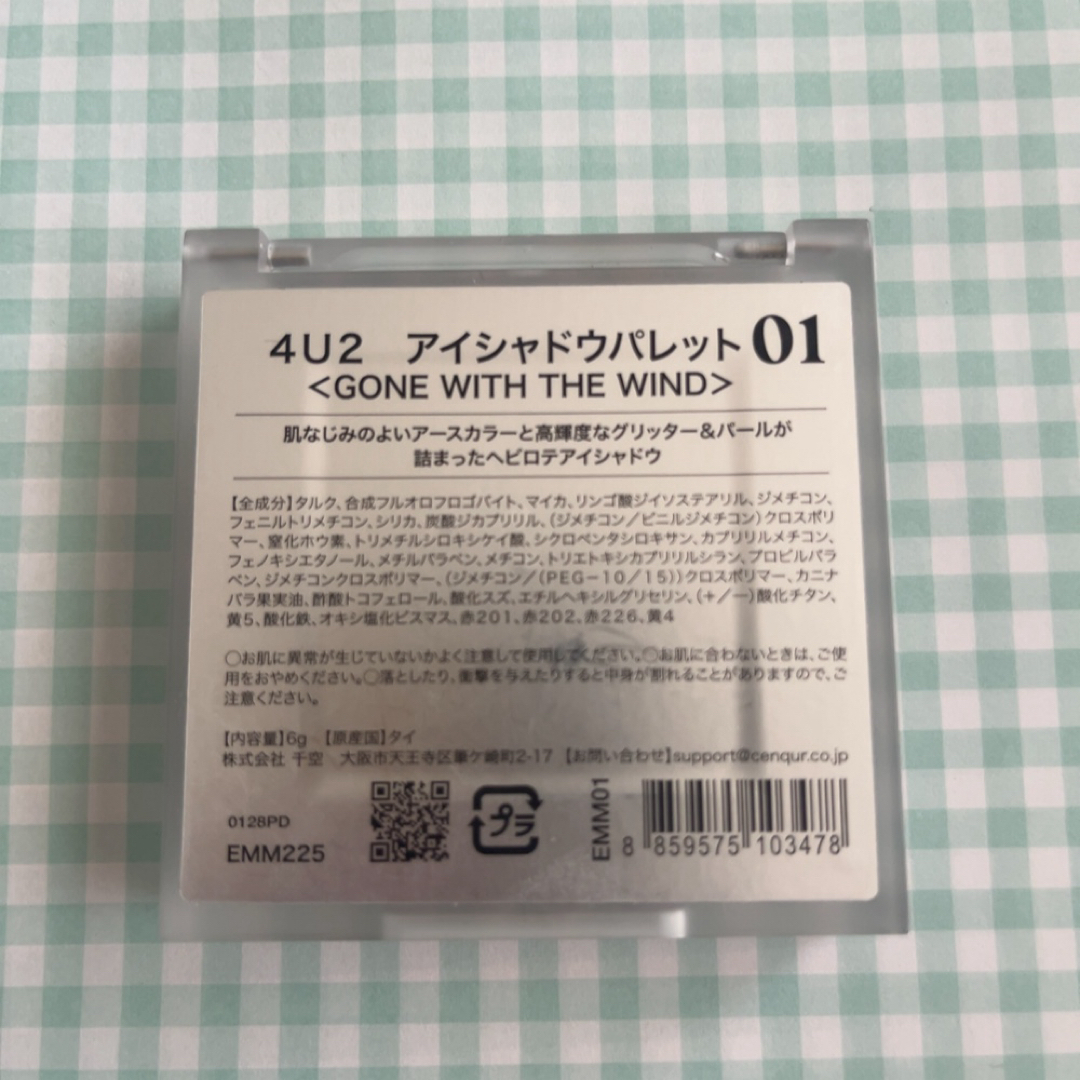 4U2 アイシャドウパレット 01
<GONE WITH THE WIND>
肌なじみのよいアースカラーと高輝度なグリッター&パールが
詰まったヘビロテアイシャドウ
【全成分】タルク、合成フルオロフロゴパイト、マイカ、リンゴ酸ジイソステアリル、ジメチコン、
フェニルトリメチコン、シリカ、炭酸ジカプリリル、（ジメチコン／ビニルジメチコン）クロスポリ
マー、窒化ホウ素、トリメチルシロキシケイ酸、シクロペンタシロキサン、カプリリルメチコン、
フェノキシエタノール、メチルパラベン、メチコン、トリエトキシカプリリルシラン、プロピルパラ
ベン、ジメチコンクロスポリマー、（ジメチコン／（PEG−10／15））クロスポリマー、カニナ
バラ果実油、酢酸トコフェロール、酸化スズ、エチルヘキシルグリセリン、（＋／−）酸化チタン、
黄5、酸化鉄、オキシ塩化ビスマス、赤201、赤202、赤226、黄4
○お肌に異常が生じていないかよく注意して使用してください。○お肌に合わないときは、ご使
用をおやめください。○落としたり、衝撃を与えたりすると中身が割れることがありますので、ご
注意ください。
【内容量】6g 【原産国】タイ
株式会社 千空 大阪市天王寺区筆ケ崎町2-17 【お問い合わせ】support@cenqur.co.jp
0128PD
EMM225
プラ
EMM01
8 859575 103478